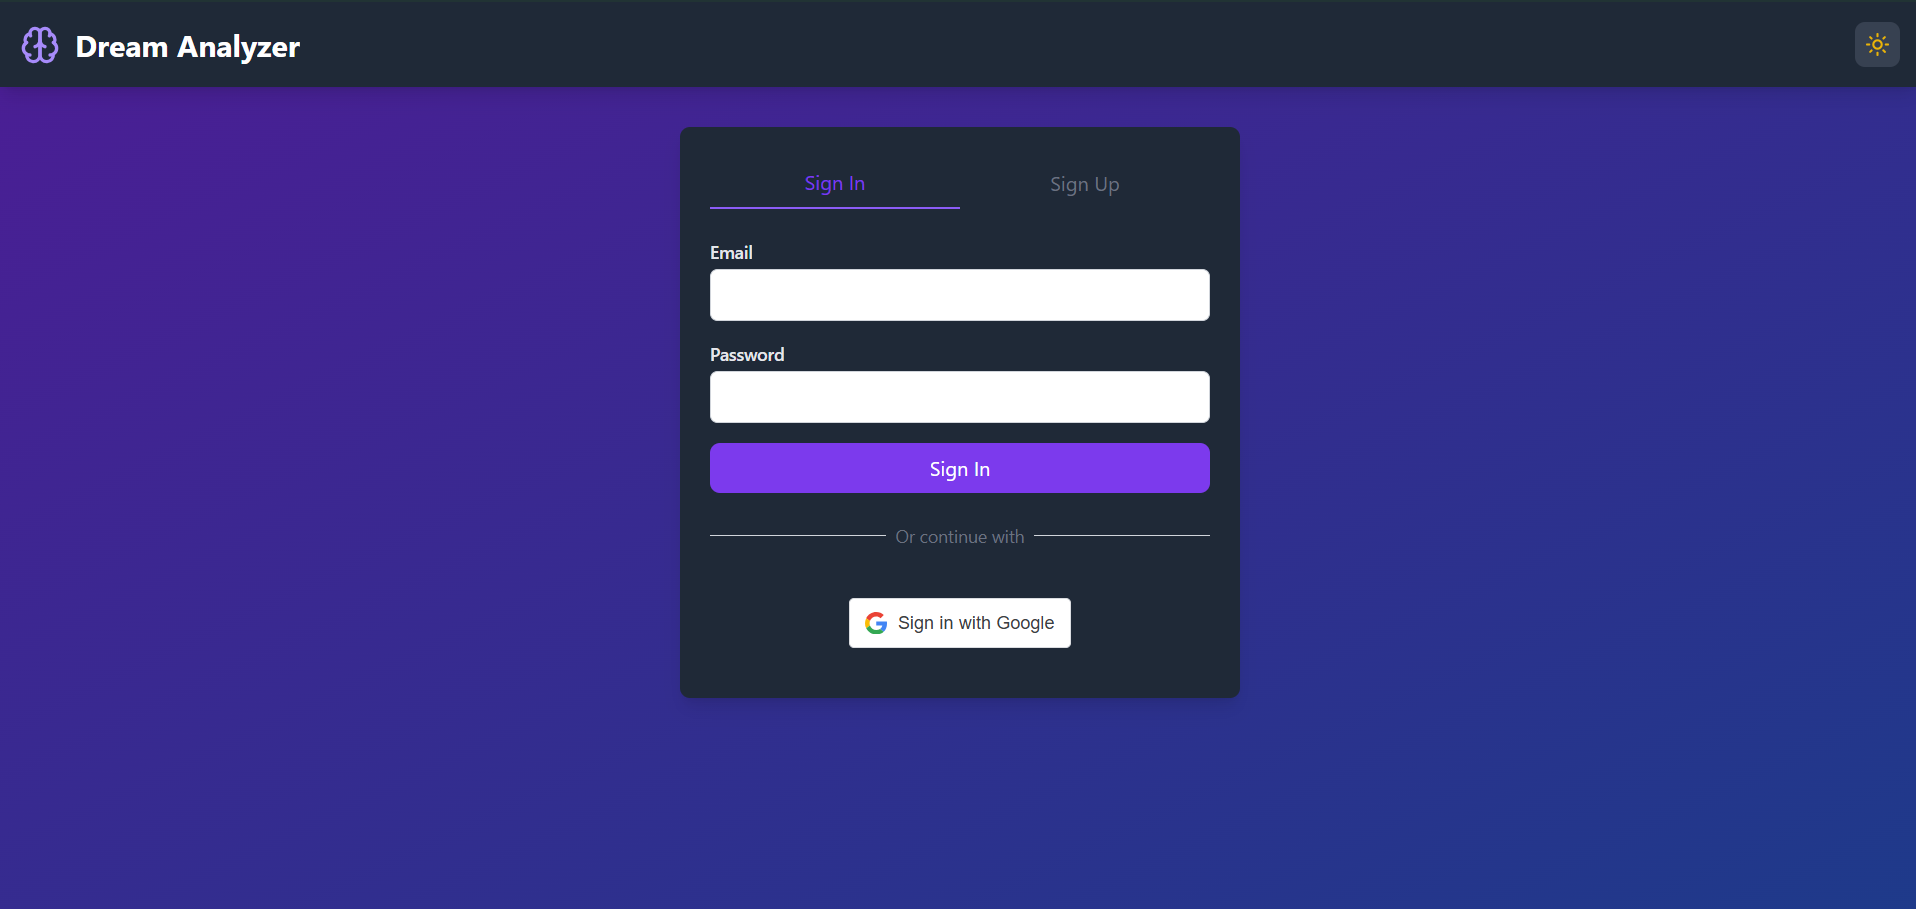 Dream Analyzer
Sign In
Sign Up
Email
Password
Sign In
Or continue with
Sign in with Google